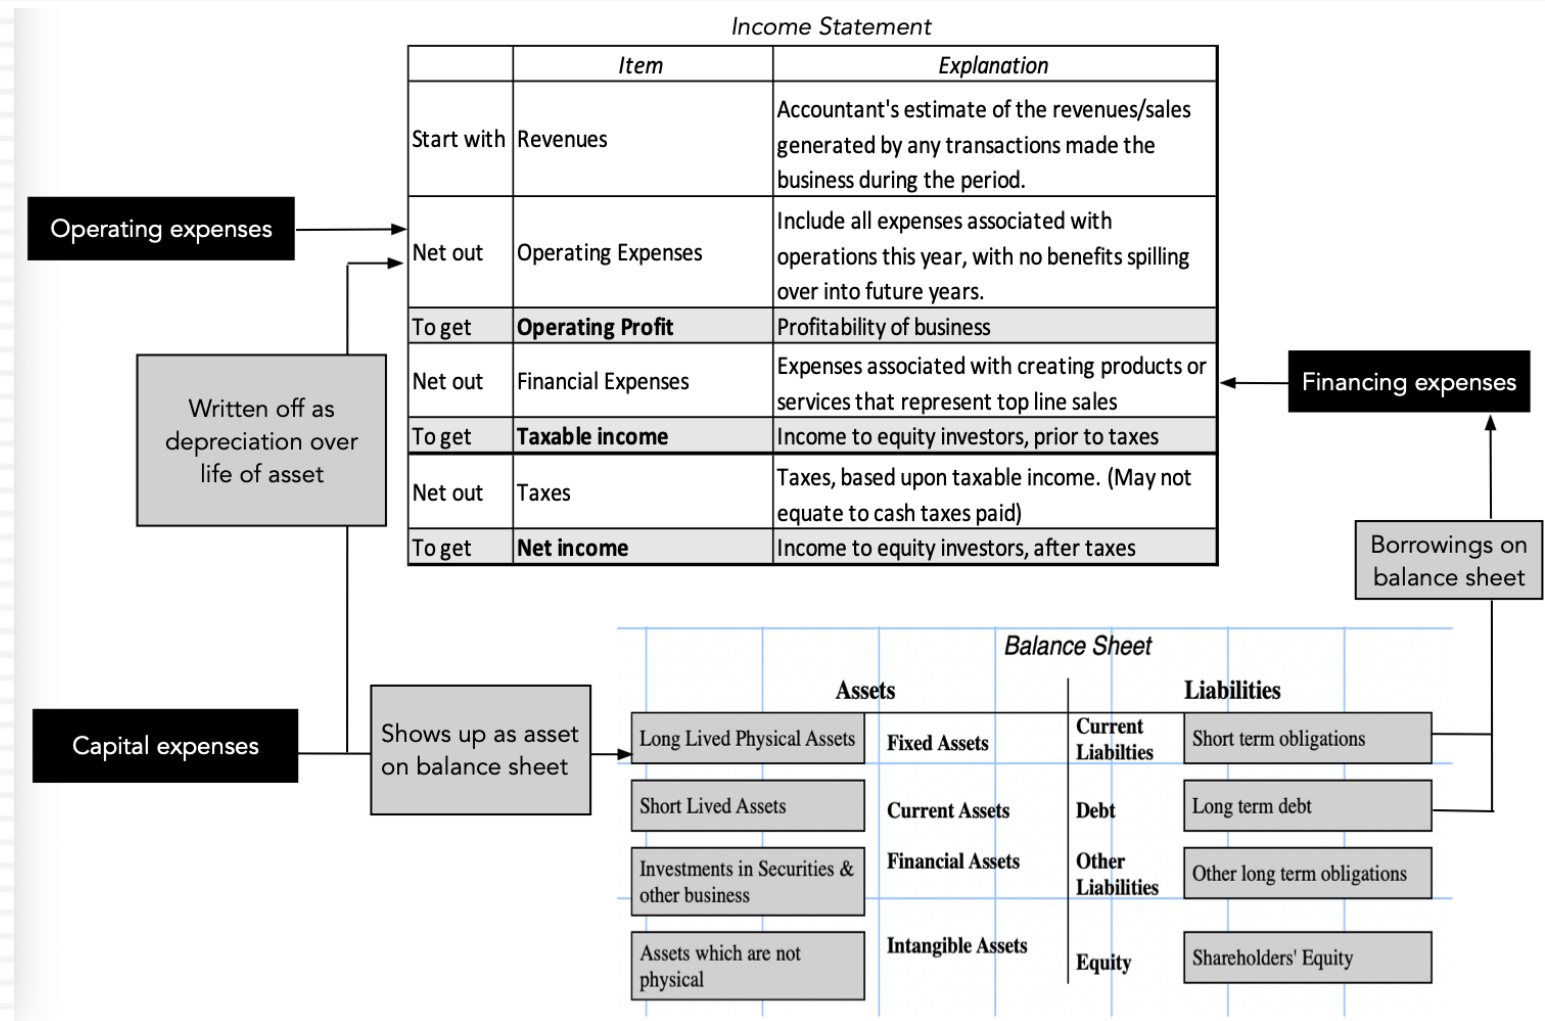 Income Statement
Item Explanation
Start with Revenues Accountant's estimate of the revenues/sales
generated by any transactions made the
business during the period.
Operating expenses
Net out Operating Expenses Include all expenses associated with
operations this year, with no benefits spilling
over into future years.
To get Operating Profit Profitability of business
Net out Financial Expenses Expenses associated with creating products or
services that represent top line sales
Financing expenses
Written off as
depreciation over
life of asset
To get Taxable income Income to equity investors, prior to taxes
Net out Taxes Taxes, based upon taxable income. (May not
equate to cash taxes paid)
To get Net income Income to equity investors, after taxes
Borrowings on
balance sheet
Balance Sheet
Assets Liabilities
Capital expenses
Shows up as asset
on balance sheet
Long Lived Physical Assets Fixed Assets
Current
Liabilties
Short term obligations
Short Lived Assets Current Assets Debt Long term debt
Investments in Securities &
other business
Financial Assets
Other
Liabilities
Other long term obligations
Assets which are not
physical
Intangible Assets
Equity Shareholders' Equity